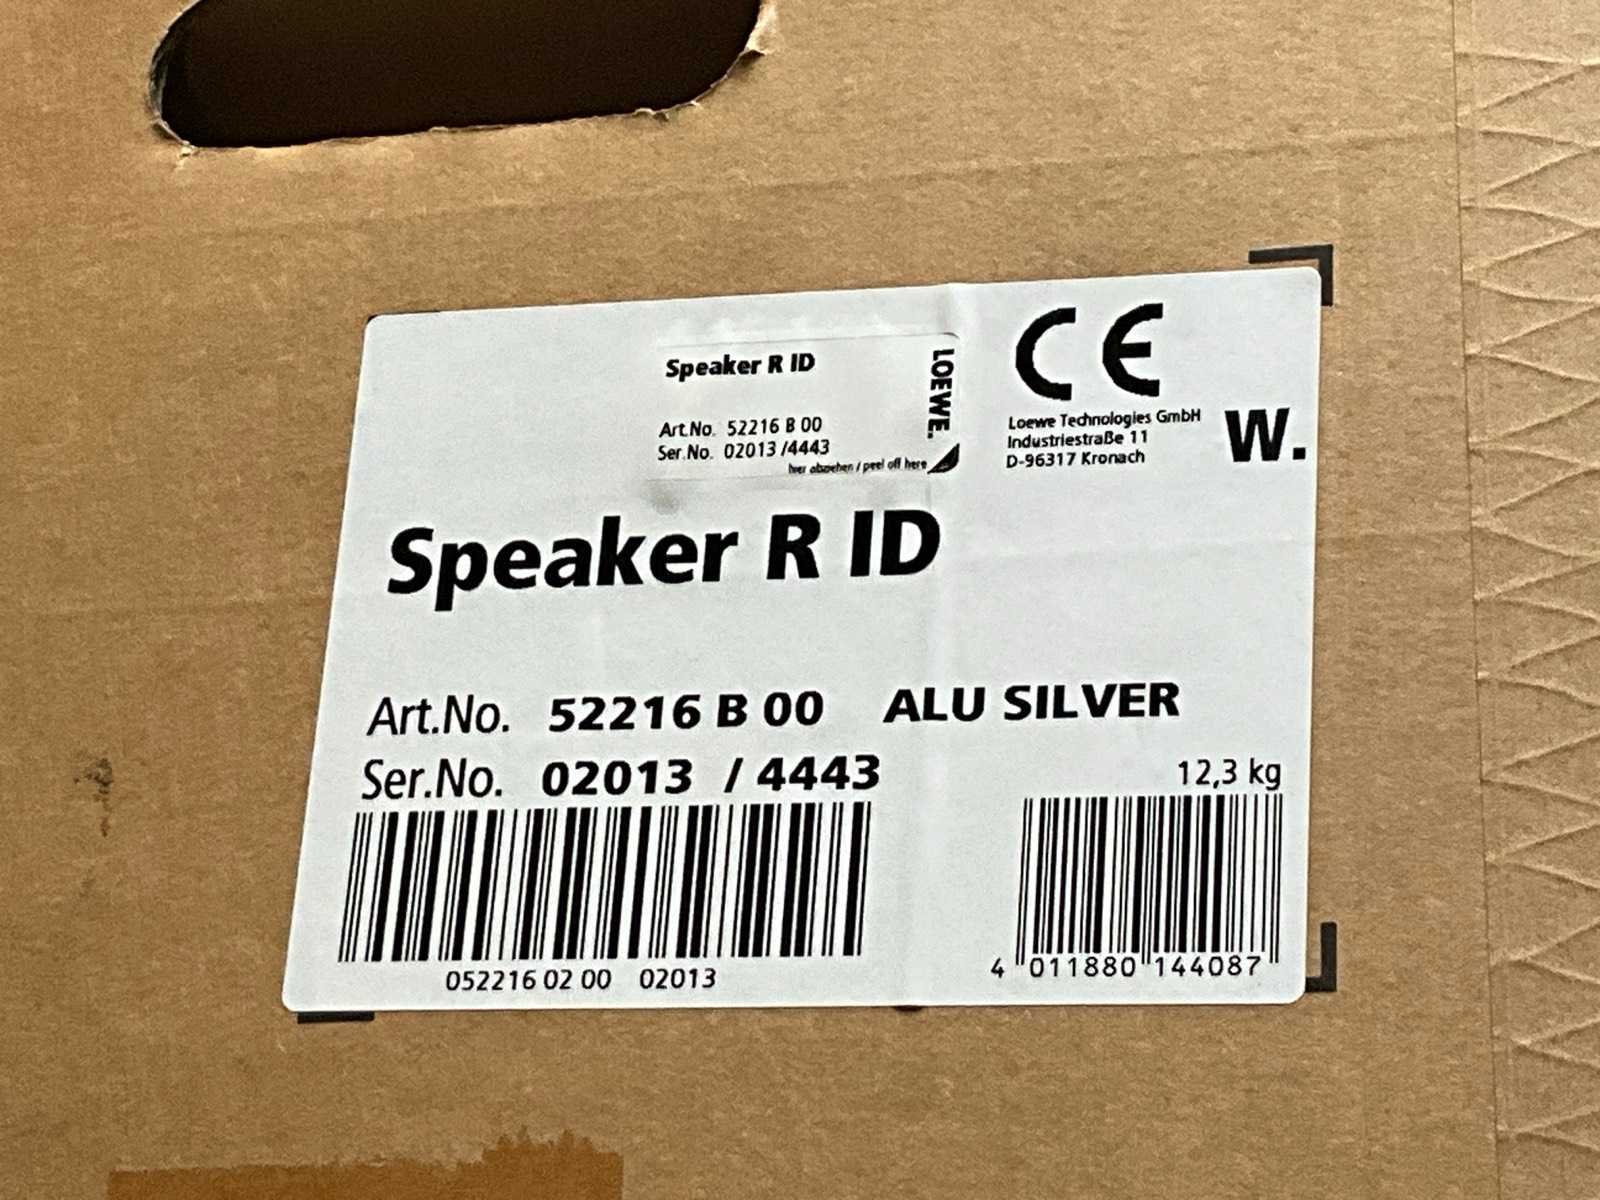 Speaker R ID
LOEWE.
Art.No. 52216 B 00
Ser.No. 02013 /4443
hier abziehen / peel off here
CE
Loewe Technologies GmbH
Industriestraße 11
D-96317 Kronach
W.
Speaker R ID
Art.No. 52216 B 00 ALU SILVER
Ser.No. 02013 / 4443
12,3 kg
052216 02 00 02013
4 011880 144087